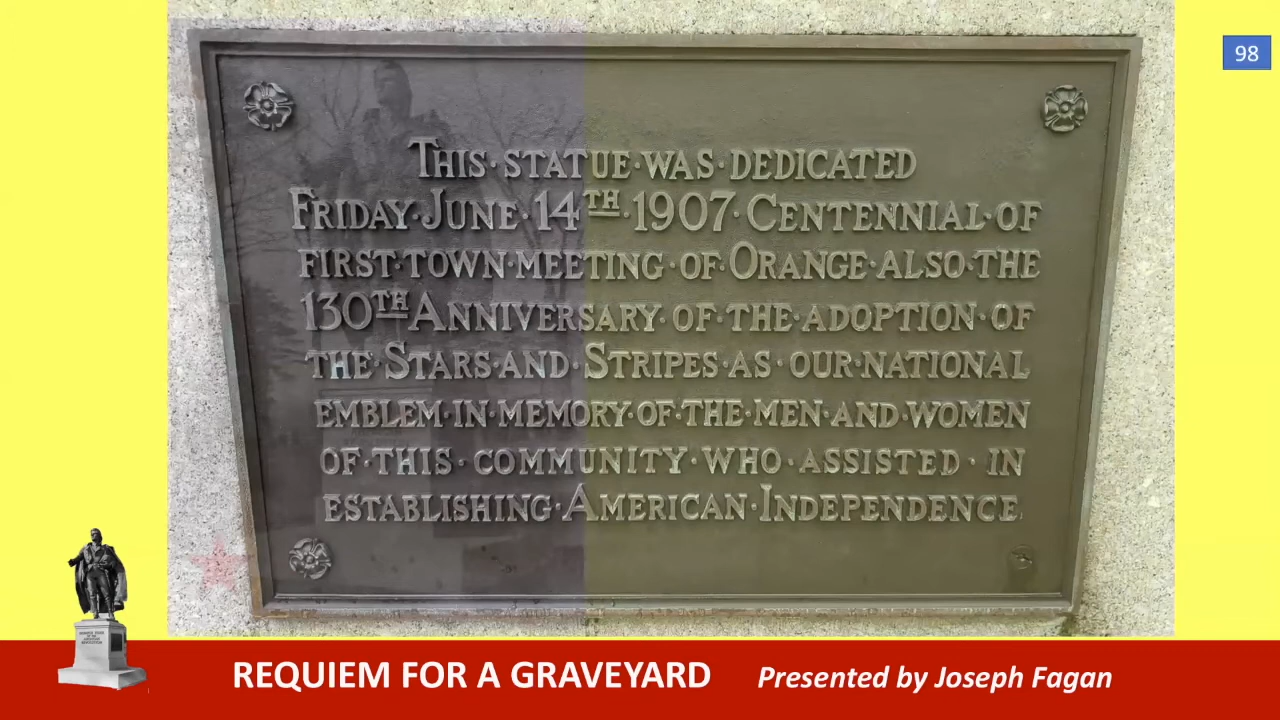 98
THIS·STATUE·WAS·DEDICATED
FRIDAY·JUNE·14TH·1907·CENTENNIAL·OF
FIRST·TOWN·MEETING·OF·ORANGE·ALSO·THE
130TH ANNIVERSARY·OF·THE·ADOPTION·OF
THE·STARS·AND·STRIPES·AS·OUR·NATIONAL
EMBLEM·IN·MEMORY·OF·THE·MEN·AND·WOMEN
OF·THIS·COMMUNITY·WHO·ASSISTED·IN
ESTABLISHING·AMERICAN·INDEPENDENCE
REQUIEM FOR A GRAVEYARD Presented by Joseph Fagan